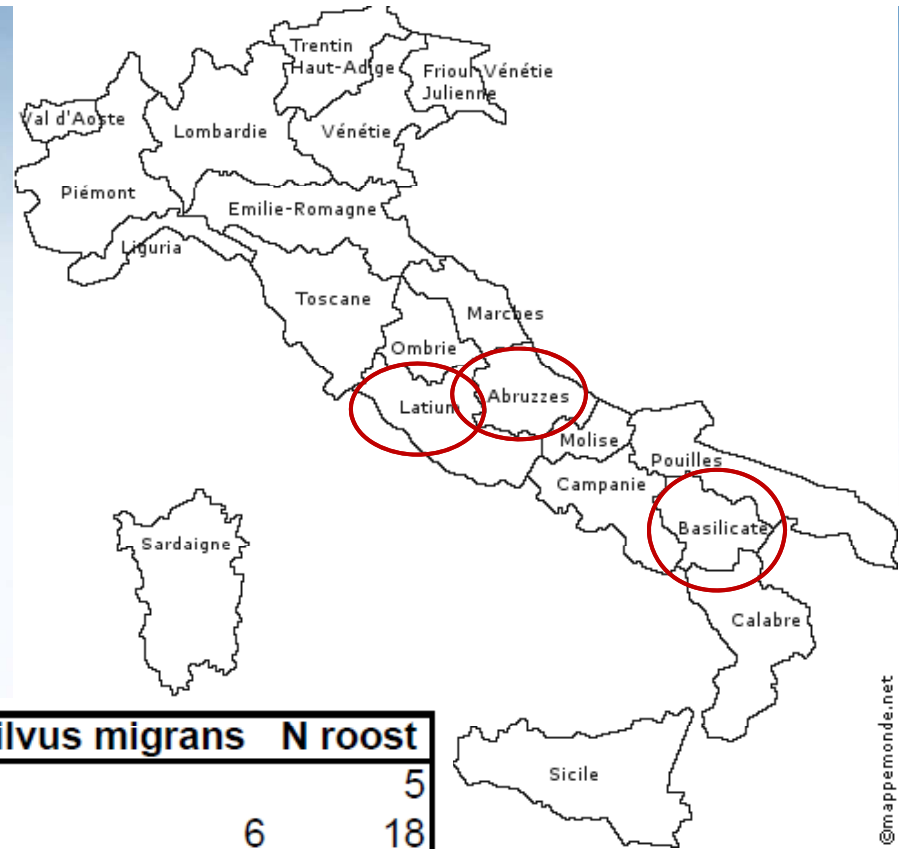 Trentin
Haut-Adige
Frioul-Vénétie
Julienne
Val d'Aoste
Lombardie
Vénétie
Piémont
Emilie-Romagne
Liguria
Toscane
Marches
Ombrie
Latium
Abruzzes
Molise
Pouilles
Campanie
Basilicate
Sardaigne
Calabre
Sicile
©mappemonde.net
ilvus migrans N roost
5
6 18